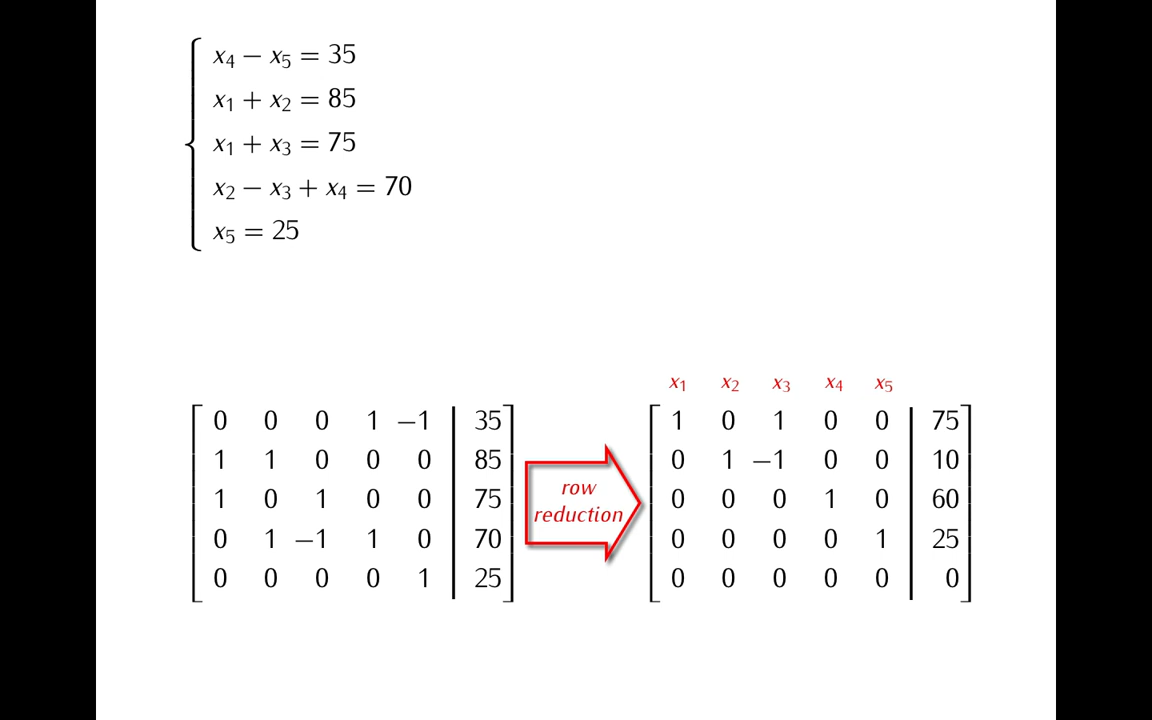 x₄ − x₅ = 35
x₁ + x₂ = 85
x₁ + x₃ = 75
x₂ − x₃ + x₄ = 70
x₅ = 25
x₁ x₂ x₃ x₄ x₅
0 0 0 1 −1 35
1 1 0 0 0 85
1 0 1 0 0 75
0 1 −1 1 0 70
0 0 0 0 1 25
row
reduction
1 0 1 0 0 75
0 1 −1 0 0 10
0 0 0 1 0 60
0 0 0 0 1 25
0 0 0 0 0 0